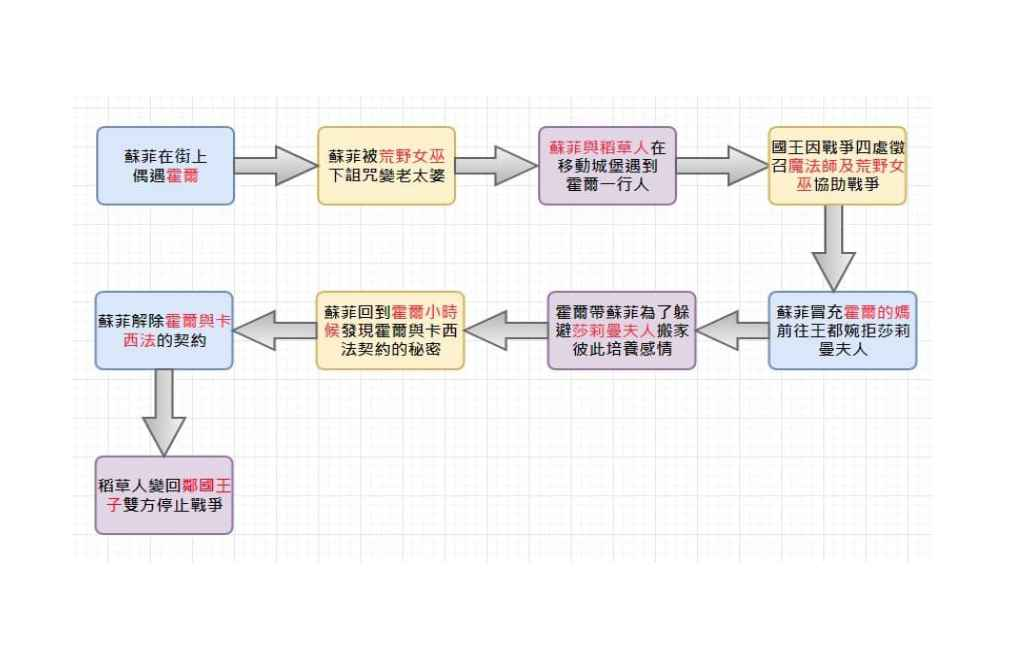 蘇菲在街上
偶遇霍爾
蘇菲被荒野女巫
下詛咒變老太婆
蘇菲與稻草人在
移動城堡遇到
霍爾一行人
國王因戰爭四處徵
召魔法師及荒野女
巫協助戰爭
蘇菲冒充霍爾的媽
前往王都婉拒莎莉
曼夫人
霍爾帶蘇菲為了躲
避莎莉曼夫人搬家
彼此培養感情
蘇菲回到霍爾小時
候發現霍爾與卡西
法契約的秘密
蘇菲解除霍爾與卡
西法的契約
稻草人變回鄰國王
子雙方停止戰爭